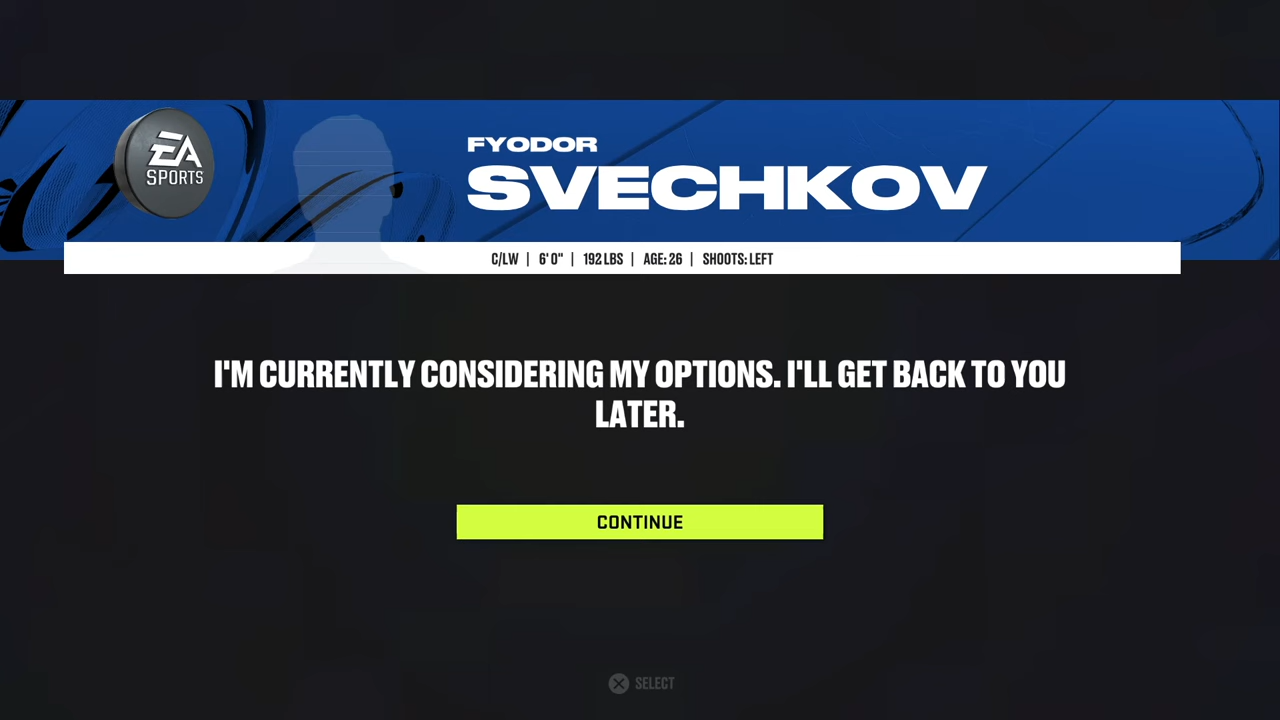 EA
SPORTS
FYODOR
SVECHKOV
C/LW | 6' 0" | 192 LBS | AGE: 26 | SHOOTS: LEFT
I'M CURRENTLY CONSIDERING MY OPTIONS. I'LL GET BACK TO YOU
LATER.
CONTINUE
SELECT